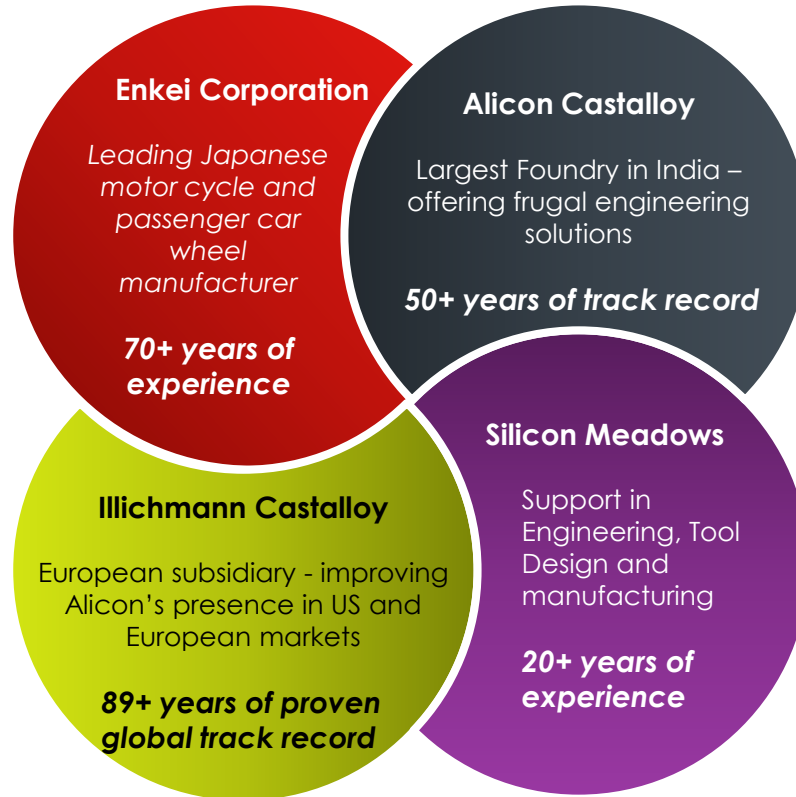 Enkei Corporation
Leading Japanese
motor cycle and
passenger car
wheel
manufacturer
70+ years of
experience
Alicon Castalloy
Largest Foundry in India –
offering frugal engineering
solutions
50+ years of track record
Illichmann Castalloy
European subsidiary - improving
Alicon’s presence in US and
European markets
89+ years of proven
global track record
Silicon Meadows
Support in
Engineering, Tool
Design and
manufacturing
20+ years of
experience